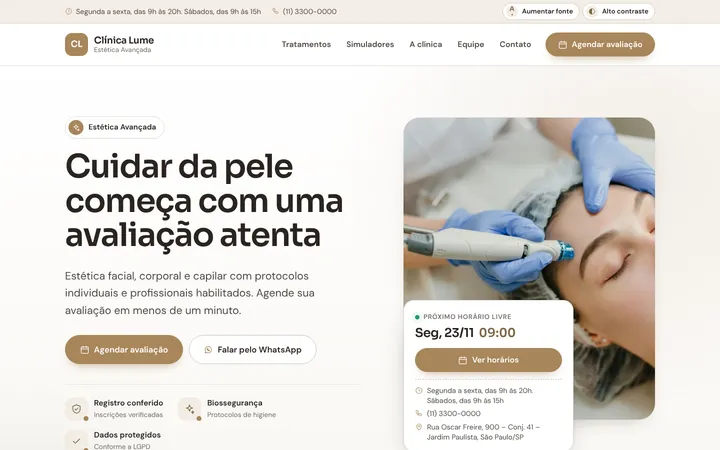 Segunda a sexta, das 9h às 20h. Sábados, das 9h às 15h
(11) 3300-0000
A+
Aumentar fonte
Alto contraste
CL
Clínica Lume
Estética Avançada
Tratamentos
Simuladores
A clínica
Equipe
Contato
Agendar avaliação
Estética Avançada
Cuidar da pele
começa com uma
avaliação atenta
Estética facial, corporal e capilar com protocolos
individuais e profissionais habilitados. Agende sua
avaliação em menos de um minuto.
Agendar avaliação
Falar pelo WhatsApp
Registro conferido
Inscrições verificadas
Biossegurança
Protocolos de higiene
Dados protegidos
Conforme a LGPD
PRÓXIMO HORÁRIO LIVRE
Seg, 23/11 09:00
Ver horários
Segunda a sexta, das 9h às 20h.
Sábados, das 9h às 15h
(11) 3300-0000
Rua Oscar Freire, 900 – Conj. 41 –
Jardim Paulista, São Paulo/SP